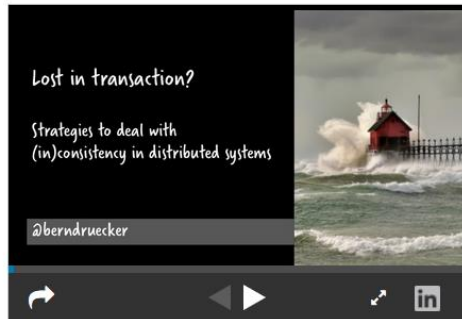 Lost in transaction?
Strategies to deal with
(in)consistency in distributed systems
@berndruecker
in